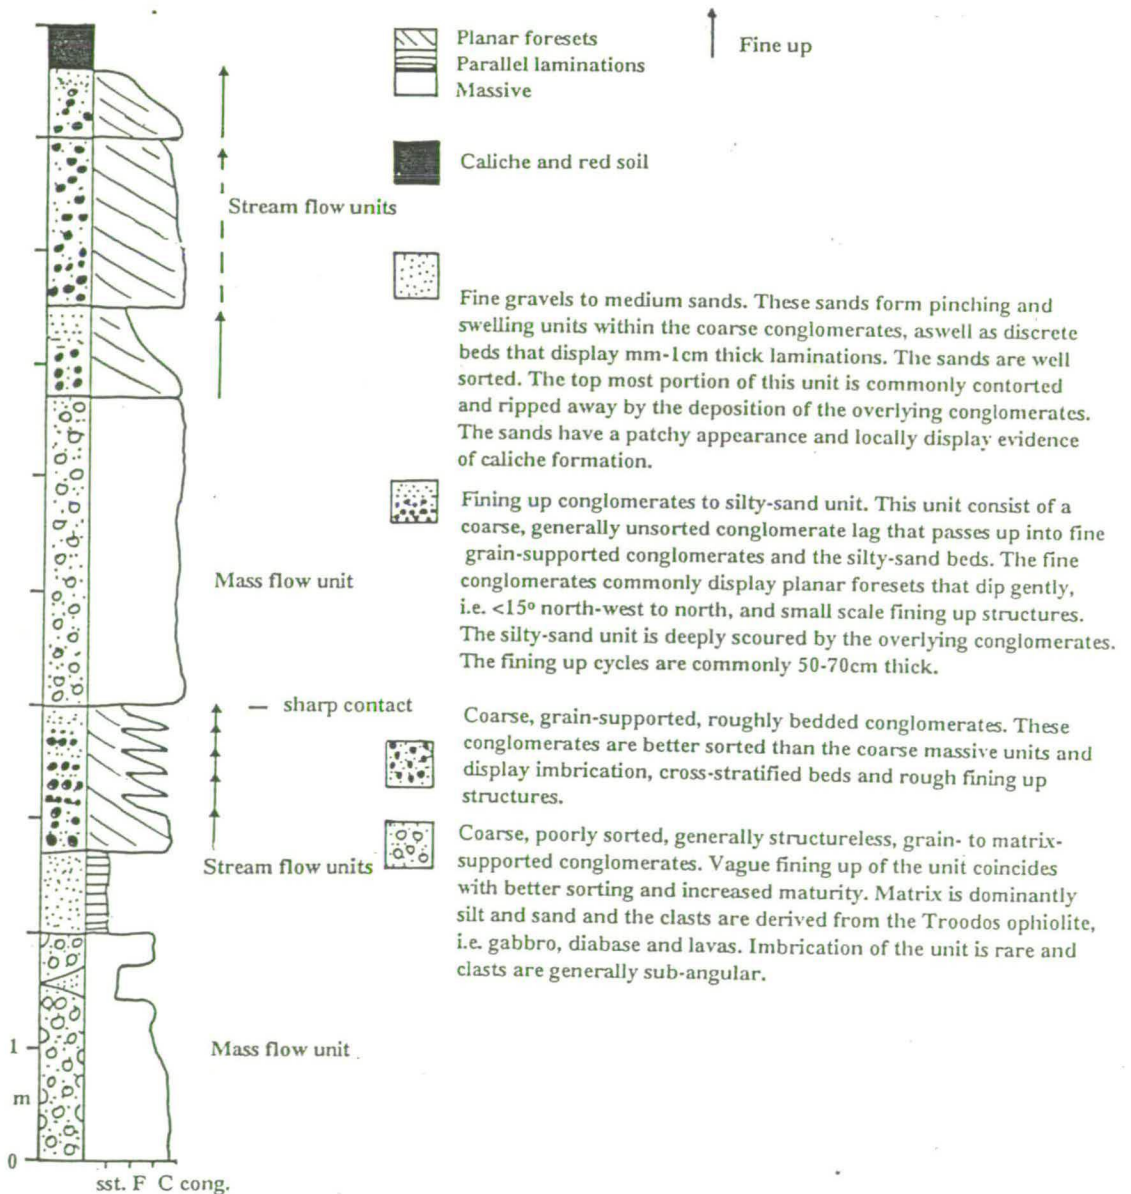 Planar foresets
Parallel laminations
Massive
Fine up
Caliche and red soil
Stream flow units
Fine gravels to medium sands. These sands form pinching and
swelling units within the coarse conglomerates, aswell as discrete
beds that display mm-1cm thick laminations. The sands are well
sorted. The top most portion of this unit is commonly contorted
and ripped away by the deposition of the overlying conglomerates.
The sands have a patchy appearance and locally display evidence
of caliche formation.
Fining up conglomerates to silty-sand unit. This unit consist of a
coarse, generally unsorted conglomerate lag that passes up into fine
grain-supported conglomerates and the silty-sand beds. The fine
conglomerates commonly display planar foresets that dip gently,
i.e. <15º north-west to north, and small scale fining up structures.
The silty-sand unit is deeply scoured by the overlying conglomerates.
The fining up cycles are commonly 50-70cm thick.
Mass flow unit
— sharp contact
Coarse, grain-supported, roughly bedded conglomerates. These
conglomerates are better sorted than the coarse massive units and
display imbrication, cross-stratified beds and rough fining up
structures.
Stream flow units
Coarse, poorly sorted, generally structureless, grain- to matrix-
supported conglomerates. Vague fining up of the unit coincides
with better sorting and increased maturity. Matrix is dominantly
silt and sand and the clasts are derived from the Troodos ophiolite,
i.e. gabbro, diabase and lavas. Imbrication of the unit is rare and
clasts are generally sub-angular.
Mass flow unit
1
m
0
sst. F C cong.